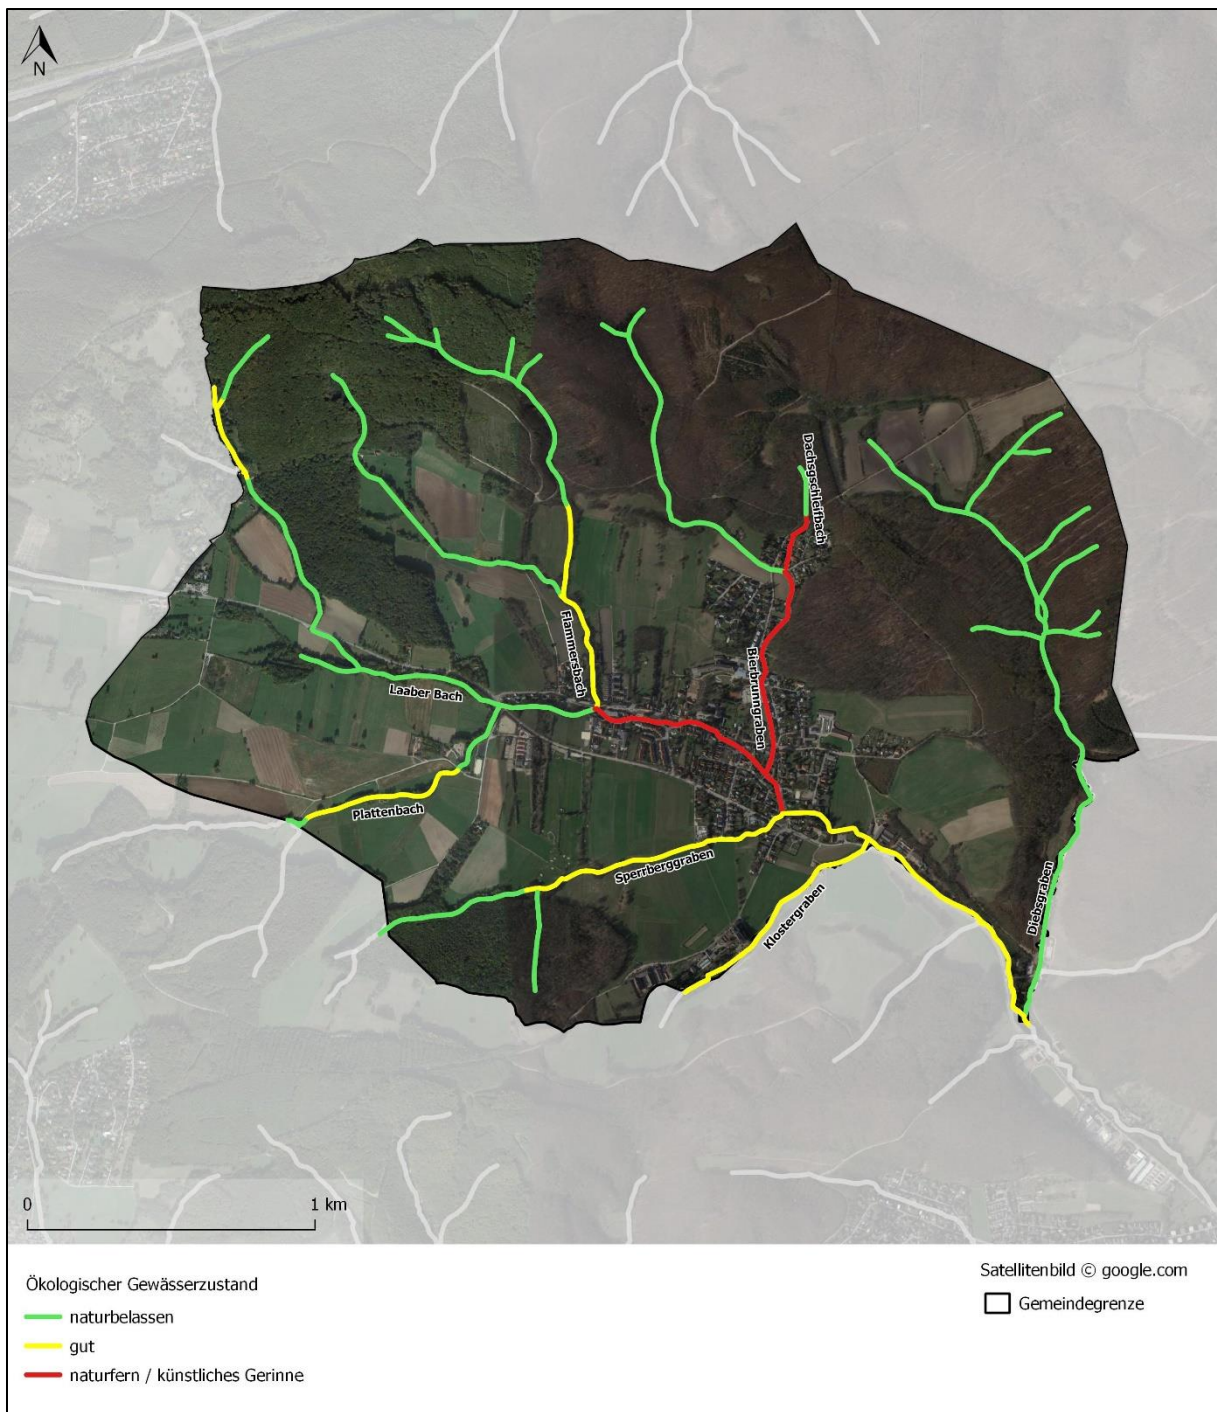 N
Dachsgschleifbach
Flammersbach
Bierbrunngraben
Laaber Bach
Plattenbach
Sperrberggraben
Klostergraben
Diebsgraben
0 1 km
Ökologischer Gewässerzustand
naturbelassen
gut
naturfern / künstliches Gerinne
Satellitenbild © google.com
Gemeindegrenze